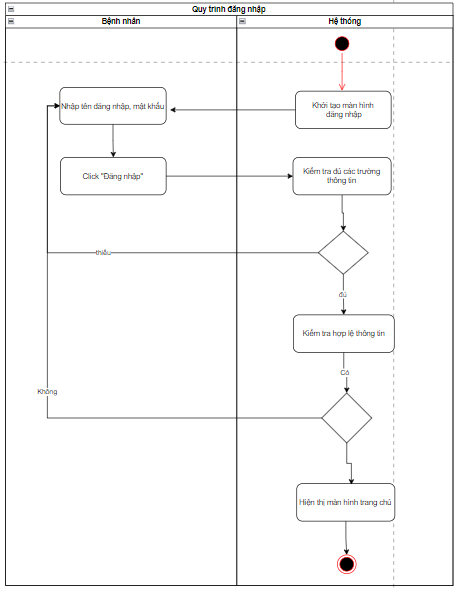 Quy trình đăng nhập
Bệnh nhân
Hệ thống
Nhập tên đăng nhập, mật khẩu
Khởi tạo màn hình
đăng nhập
Click "Đăng nhập"
Kiểm tra đủ các trường
thông tin
thiếu
đủ
Kiểm tra hợp lệ thông tin
Có
Không
Hiện thị màn hình trang chủ